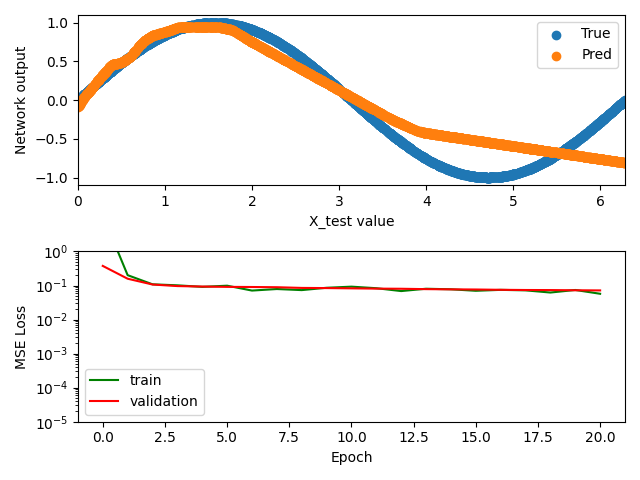 1.0
0.5
0.0
−0.5
−1.0
Network output
True
Pred
0 1 2 3 4 5 6
X_test value
10⁰
10⁻¹
10⁻²
10⁻³
10⁻⁴
10⁻⁵
MSE Loss
train
validation
0.0 2.5 5.0 7.5 10.0 12.5 15.0 17.5 20.0
Epoch